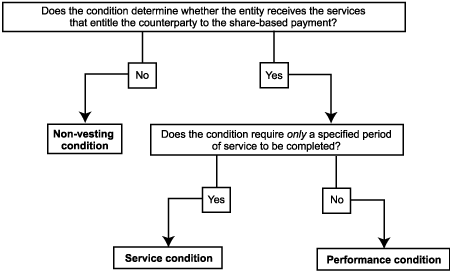 Does the condition determine whether the entity receives the services
that entitle the counterparty to the share-based payment?
No
Yes
Non-vesting
condition
Does the condition require only a specified period
of service to be completed?
Yes
No
Service condition
Performance condition